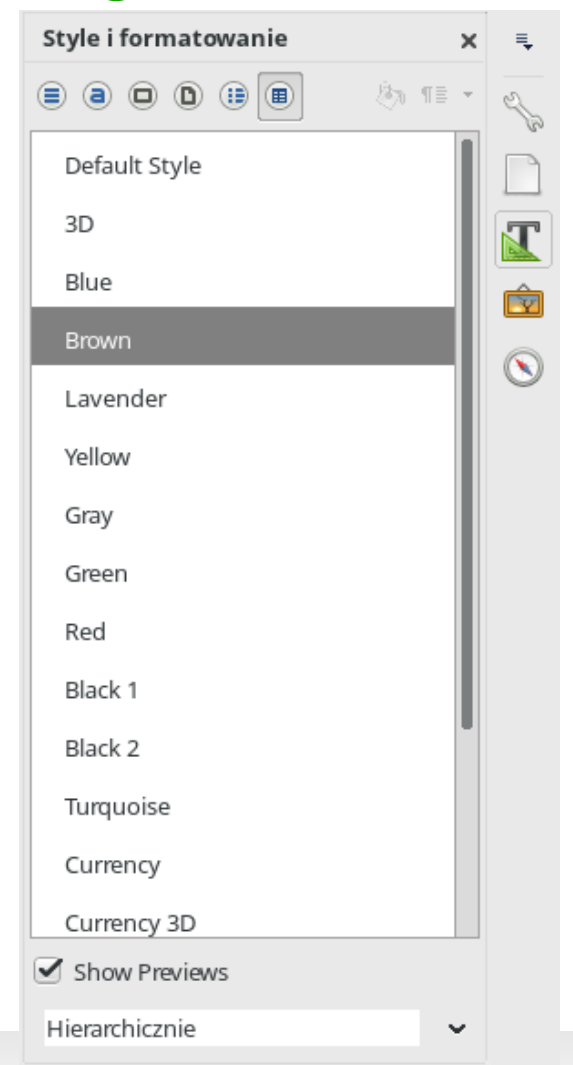 Style i formatowanie
Default Style
3D
Blue
Brown
Lavender
Yellow
Gray
Green
Red
Black 1
Black 2
Turquoise
Currency
Currency 3D
Show Previews
Hierarchicznie